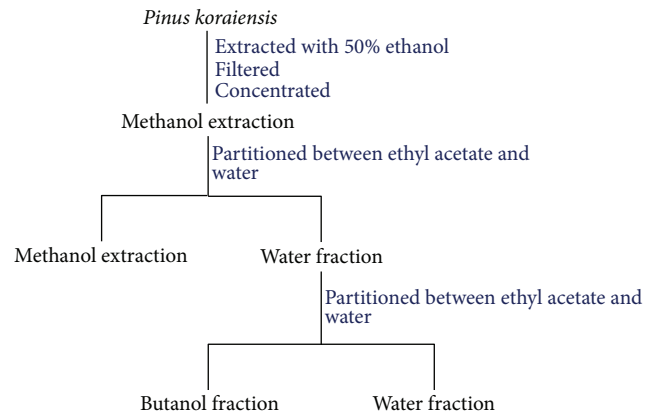 Pinus koraiensis
Extracted with 50% ethanol
Filtered
Concentrated
Methanol extraction
Partitioned between ethyl acetate and
water
Methanol extraction
Water fraction
Partitioned between ethyl acetate and
water
Butanol fraction
Water fraction